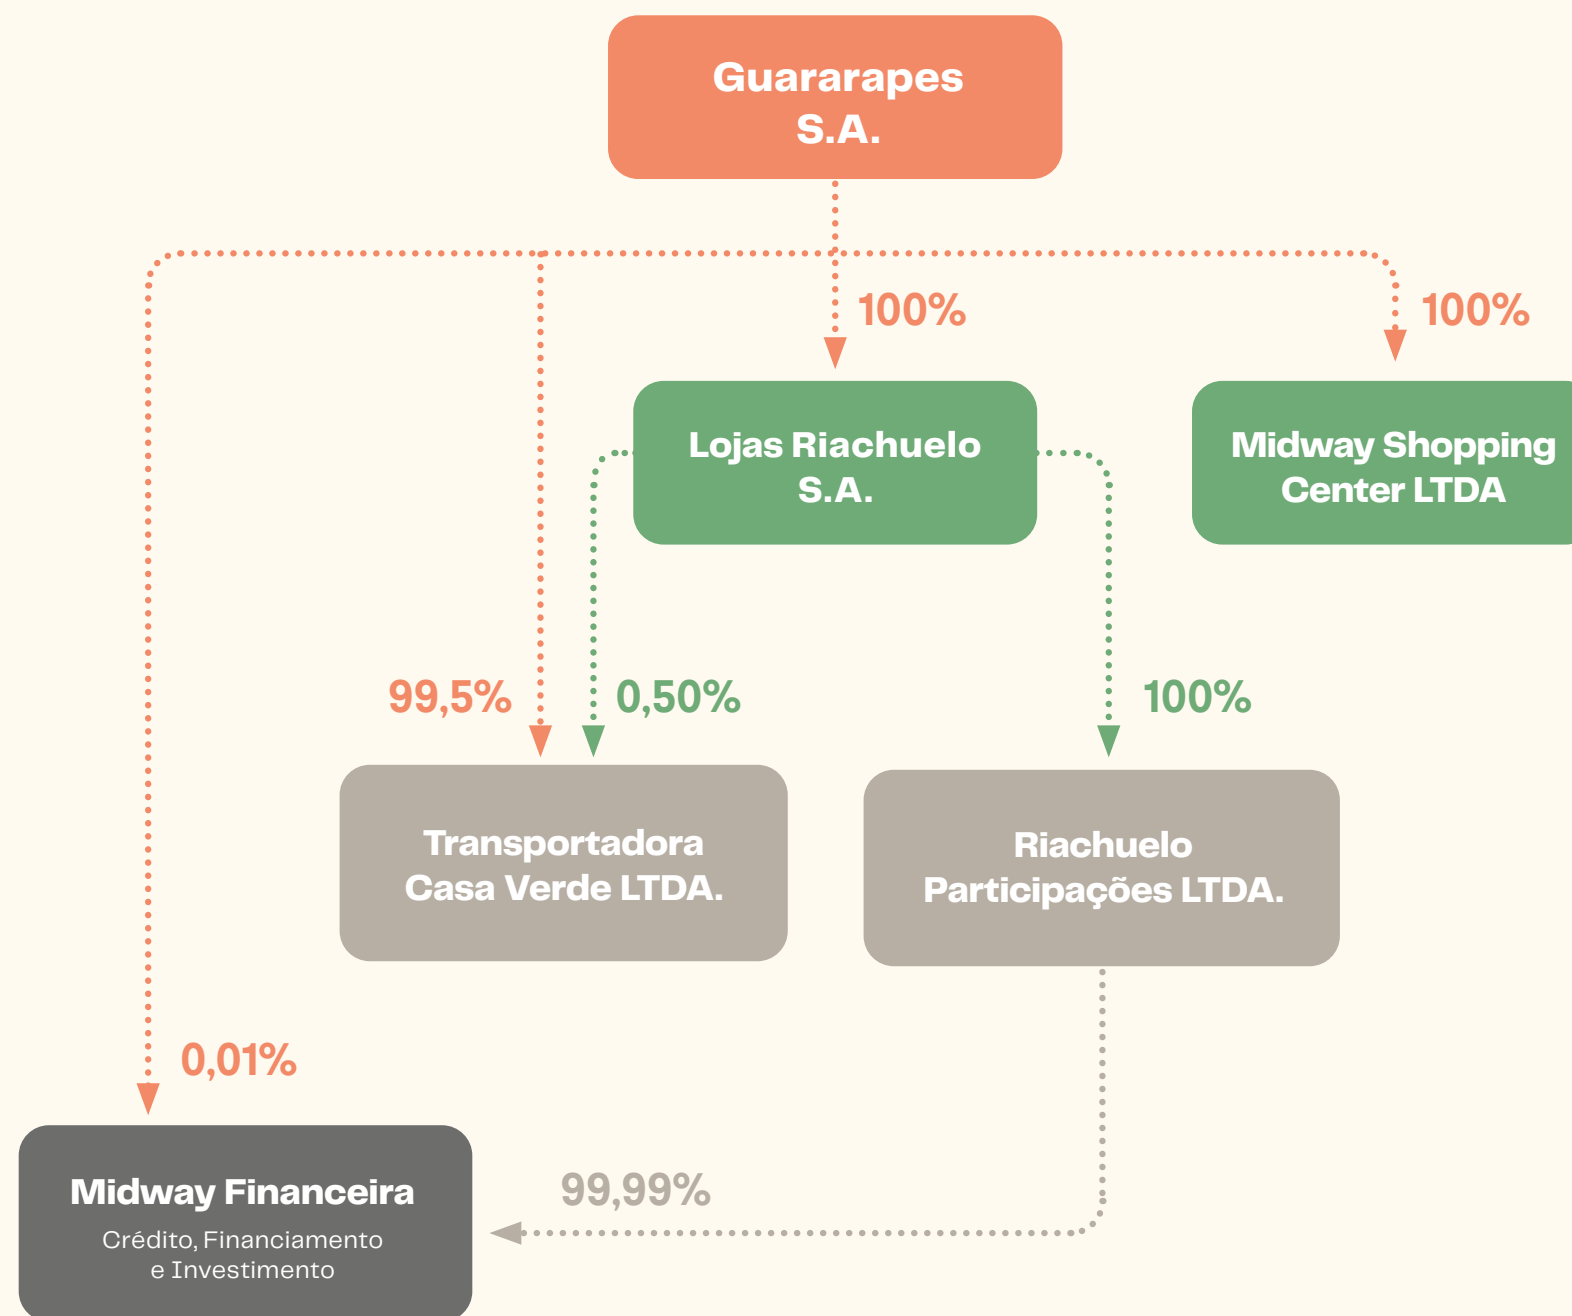 Guararapes
S.A.
100%
100%
Lojas Riachuelo
S.A.
Midway Shopping
Center LTDA
99,5%
0,50%
100%
Transportadora
Casa Verde LTDA.
Riachuelo
Participações LTDA.
0,01%
Midway Financeira
Crédito, Financiamento
e Investimento
99,99%